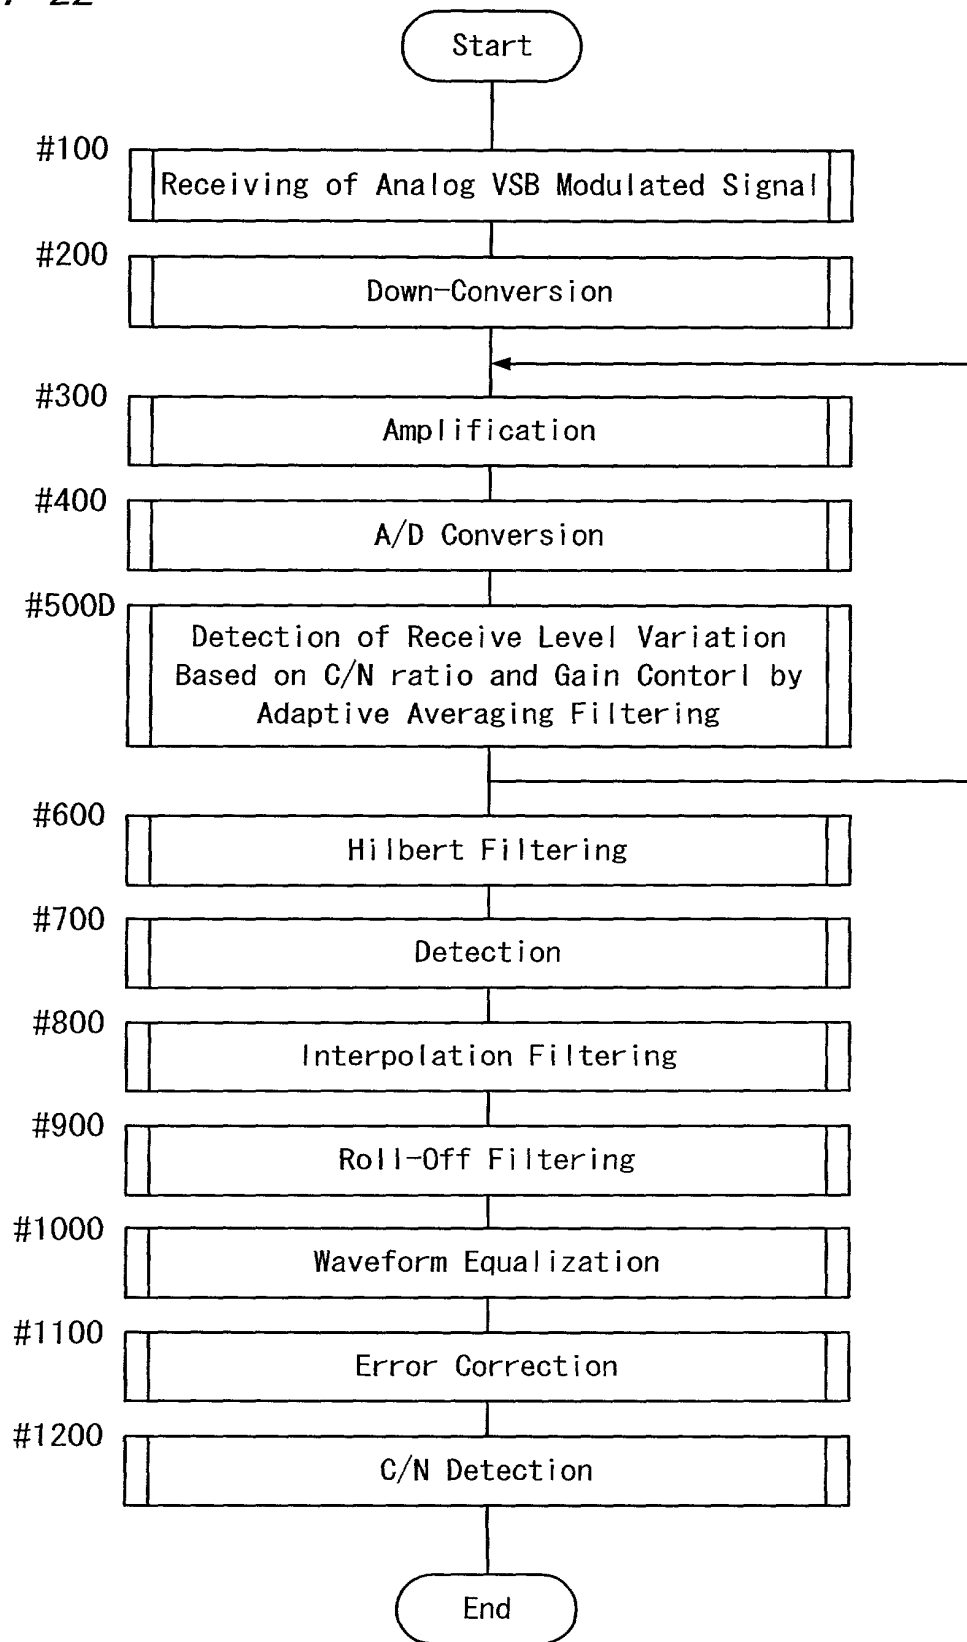 Start
#100
Receiving of Analog VSB Modulated Signal
#200
Down-Conversion
#300
Amplification
#400
A/D Conversion
#500D
Detection of Receive Level Variation
Based on C/N ratio and Gain Contorl by
Adaptive Averaging Filtering
#600
Hilbert Filtering
#700
Detection
#800
Interpolation Filtering
#900
Roll-Off Filtering
#1000
Waveform Equalization
#1100
Error Correction
#1200
C/N Detection
End